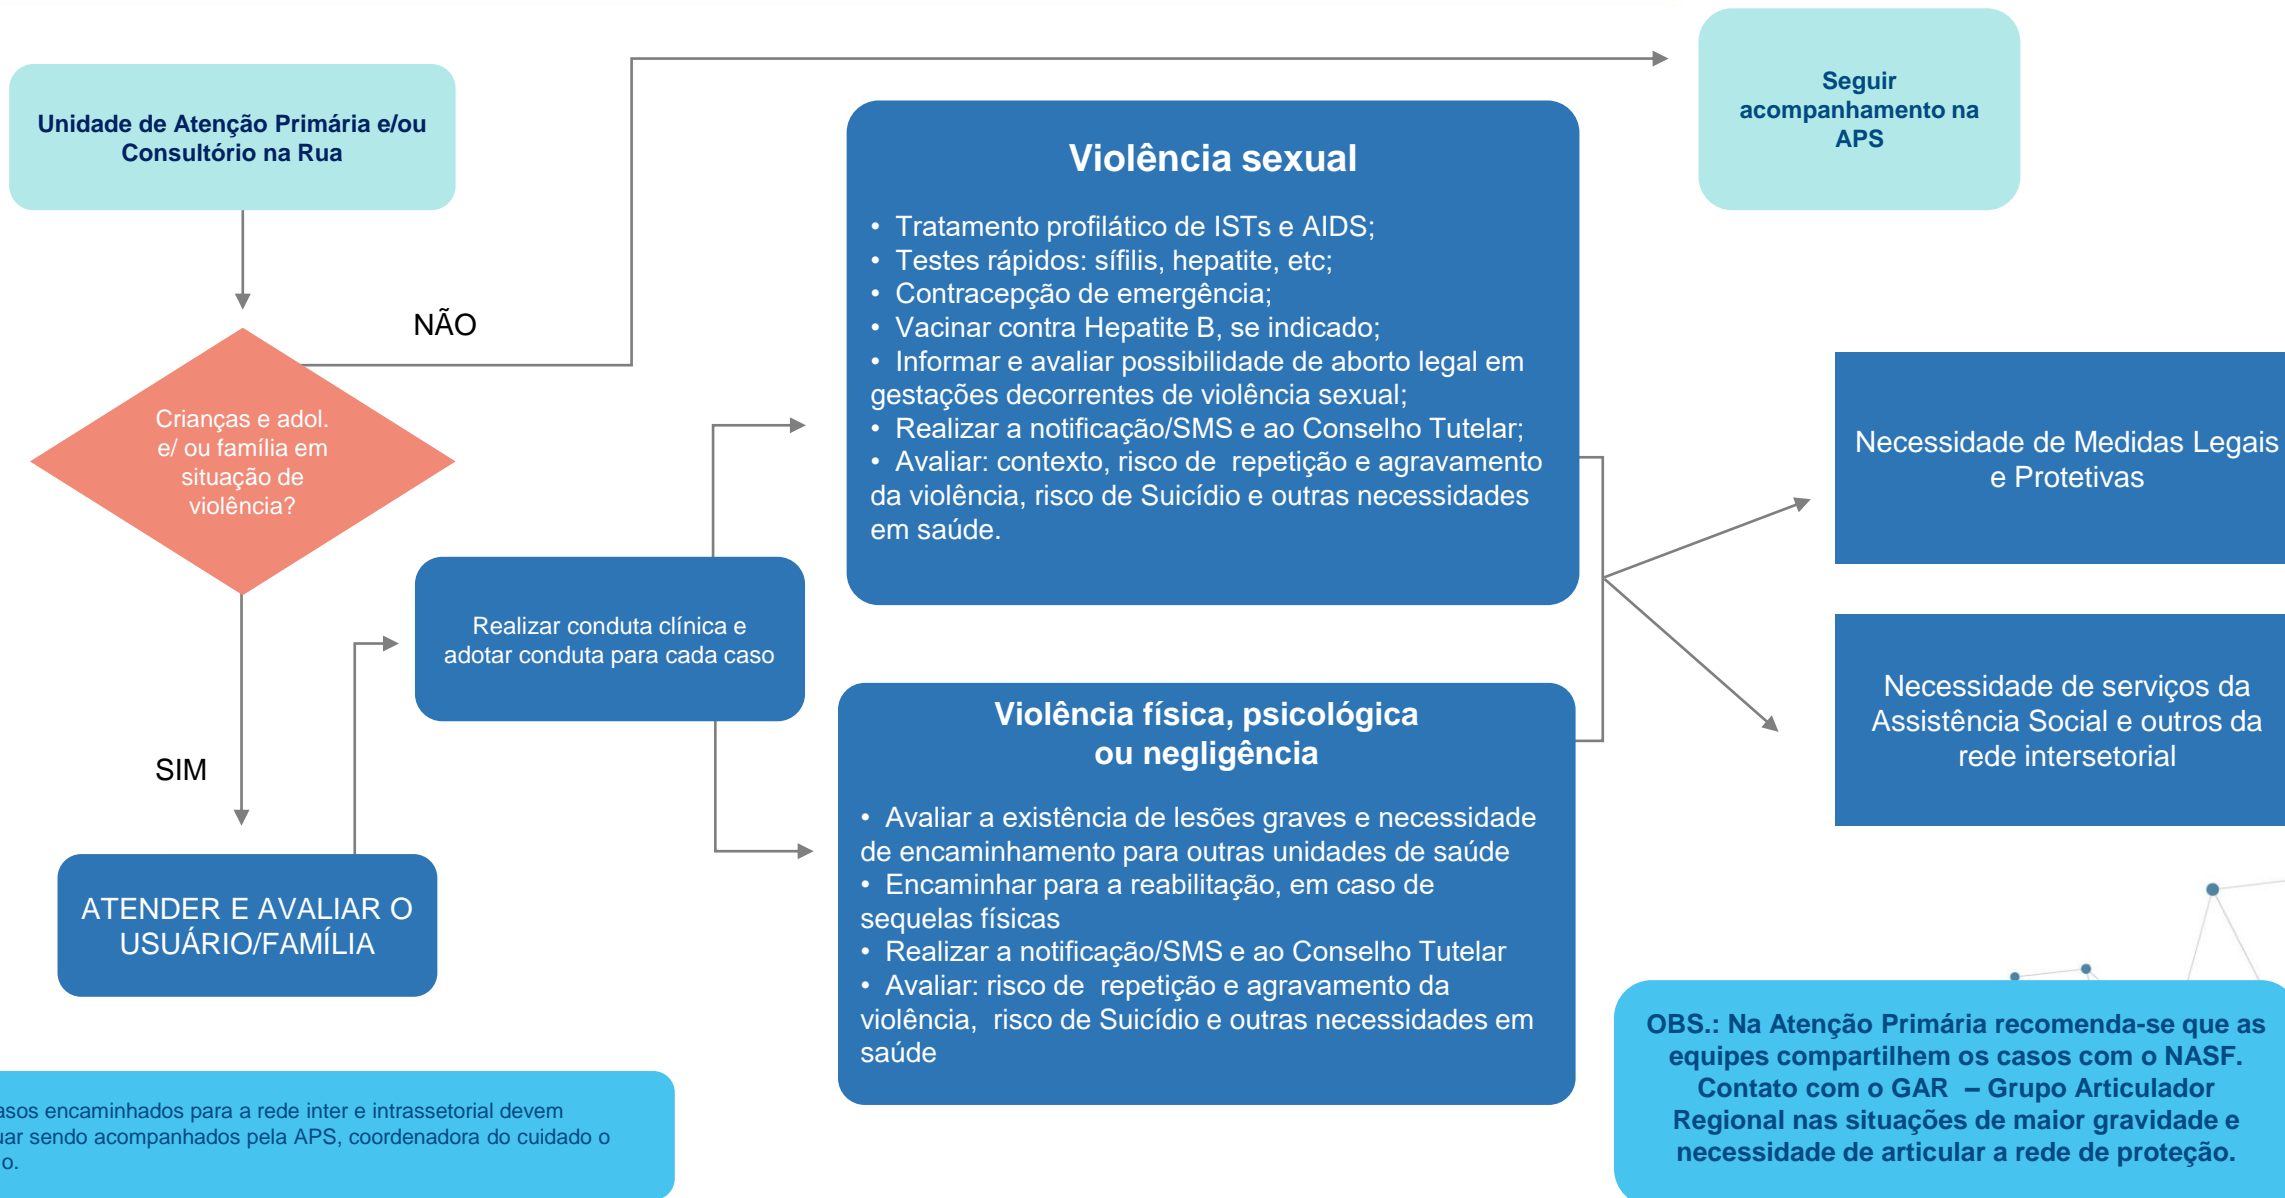 Unidade de Atenção Primária e/ou
Consultório na Rua
Seguir
acompanhamento na
APS
NÃO
Crianças e adol.
e/ ou família em
situação de
violência?
SIM
ATENDER E AVALIAR O
USUÁRIO/FAMÍLIA
Realizar conduta clínica e
adotar conduta para cada caso
Violência sexual
• Tratamento profilático de ISTs e AIDS;
• Testes rápidos: sífilis, hepatite, etc;
• Contracepção de emergência;
• Vacinar contra Hepatite B, se indicado;
• Informar e avaliar possibilidade de aborto legal em
gestações decorrentes de violência sexual;
• Realizar a notificação/SMS e ao Conselho Tutelar;
• Avaliar: contexto, risco de repetição e agravamento
da violência, risco de Suicídio e outras necessidades
em saúde.
Violência física, psicológica
ou negligência
• Avaliar a existência de lesões graves e necessidade
de encaminhamento para outras unidades de saúde
• Encaminhar para a reabilitação, em caso de
sequelas físicas
• Realizar a notificação/SMS e ao Conselho Tutelar
• Avaliar: risco de repetição e agravamento da
violência, risco de Suicídio e outras necessidades em
saúde
Necessidade de Medidas Legais
e Protetivas
Necessidade de serviços da
Assistência Social e outros da
rede intersetorial
encaminhados para a rede inter e intrassetorial devem
sendo acompanhados pela APS, coordenadora do cuidado o
OBS.: Na Atenção Primária recomenda-se que as
equipes compartilhem os casos com o NASF.
Contato com o GAR – Grupo Articulador
Regional nas situações de maior gravidade e
necessidade de articular a rede de proteção.